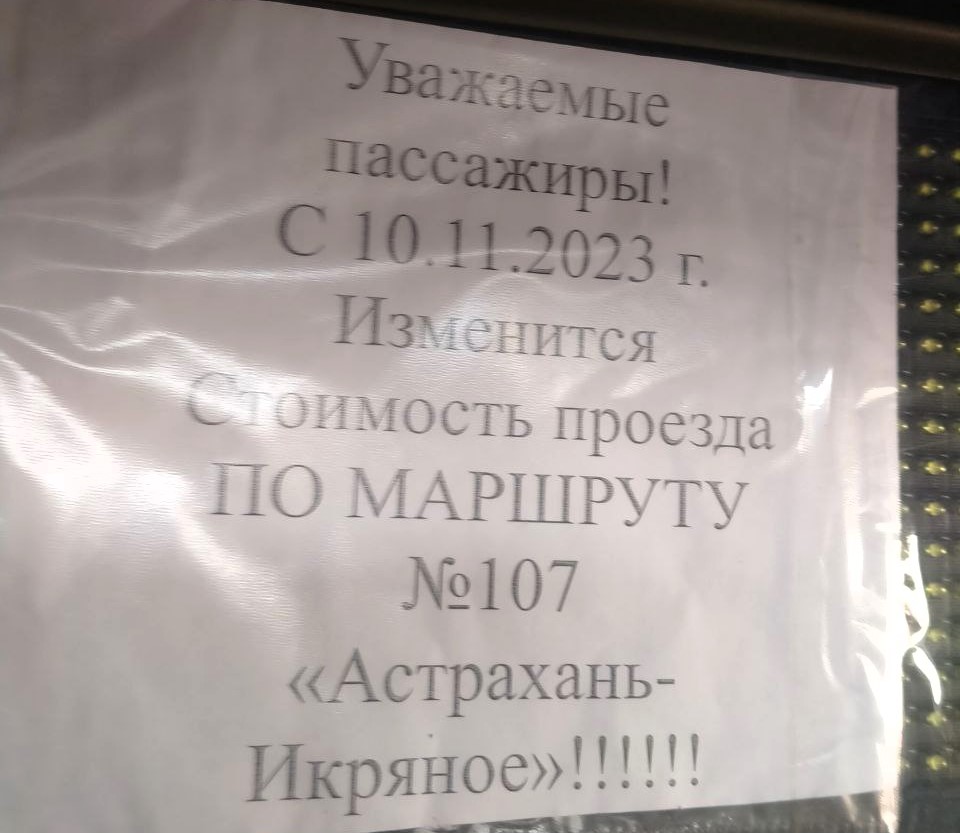 Уважаемые
пассажиры!
С 10.11.2023 г.
Изменится
Стоимость проезда
ПО МАРШРУТУ
№107
«Астрахань-
Икряное»!!!!!!